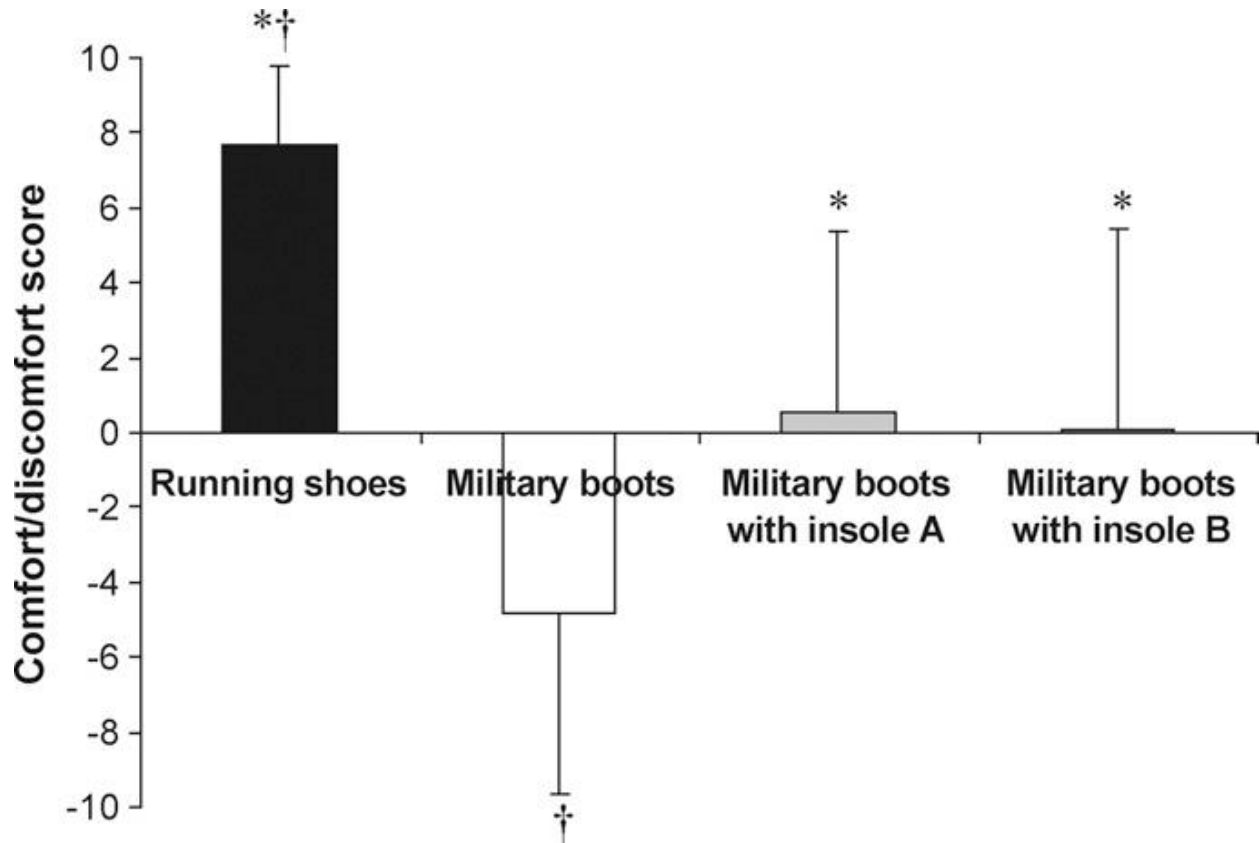 *†
10
8
6
4
2
0
-2
-4
-6
-8
-10
Comfort/discomfort score
*
*
Running shoes
Military boots
Military boots
with insole A
Military boots
with insole B
†